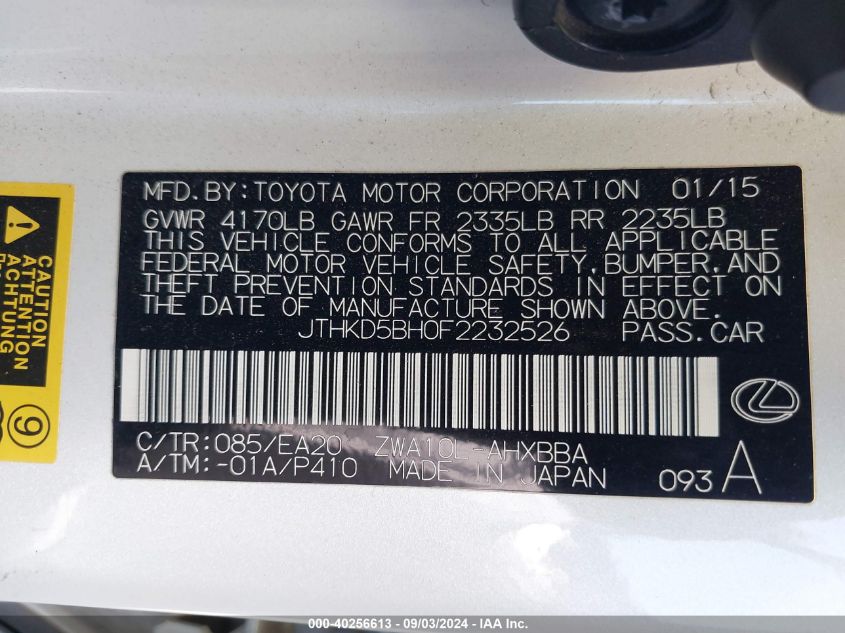 MFD.BY:TOYOTA MOTOR CORPORATION 01/15
GVWR 4170LB GAWR FR 2335LB RR 2235LB
THIS VEHICLE CONFORMS TO ALL APPLICABLE
FEDERAL MOTOR VEHICLE SAFETY,BUMPER,AND
THEFT PREVENTION STANDARDS IN EFFECT ON
THE DATE OF MANUFACTURE SHOWN ABOVE.
JTHKD5BH0F2232526 PASS.CAR
C/TR:085/EA20 ZWA10L-AHXBBA
A/TM:-01A/P410 MADE IN JAPAN
093 A
CAUTION
ATTENTION
ACHTUNG
9
000-40256613 - 09/03/2024 - IAA Inc.